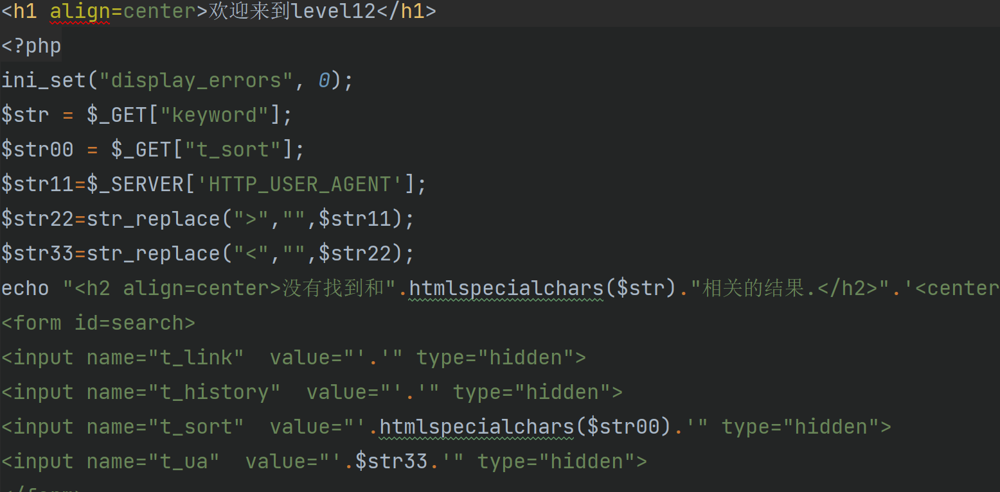 <h1 align=center>欢迎来到level12</h1>
<?php
ini_set("display_errors", 0);
$str = $_GET["keyword"];
$str00 = $_GET["t_sort"];
$str11=$_SERVER['HTTP_USER_AGENT'];
$str22=str_replace(">","",$str11);
$str33=str_replace("<","",$str22);
echo "<h2 align=center>没有找到和".htmlspecialchars($str)."相关的结果.</h2>".'<center
<form id=search>
<input name="t_link"  value="'.'" type="hidden">
<input name="t_history"  value="'.'" type="hidden">
<input name="t_sort"  value="'.htmlspecialchars($str00).'" type="hidden">
<input name="t_ua"  value="'.$str33.'" type="hidden">
</form>